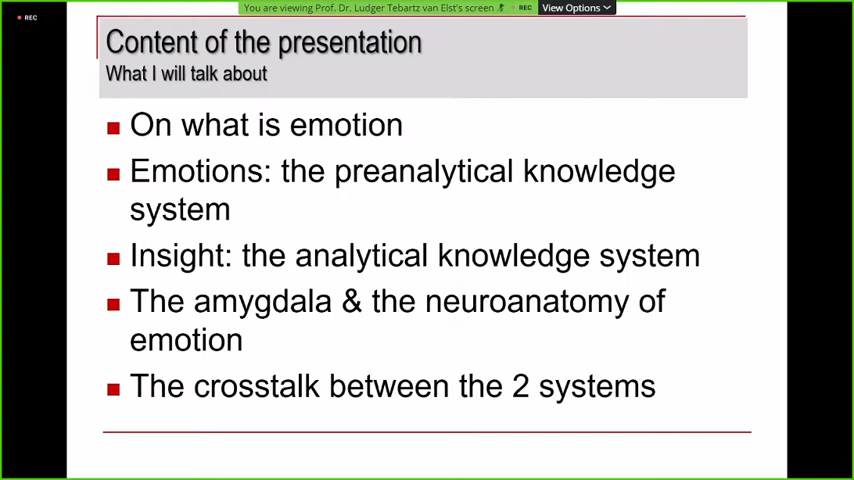 You are viewing Prof. Dr. Ludger Tebartz van Elst's screen
REC
View Options
REC
Content of the presentation
What I will talk about
On what is emotion
Emotions: the preanalytical knowledge
system
Insight: the analytical knowledge system
The amygdala & the neuroanatomy of
emotion
The crosstalk between the 2 systems